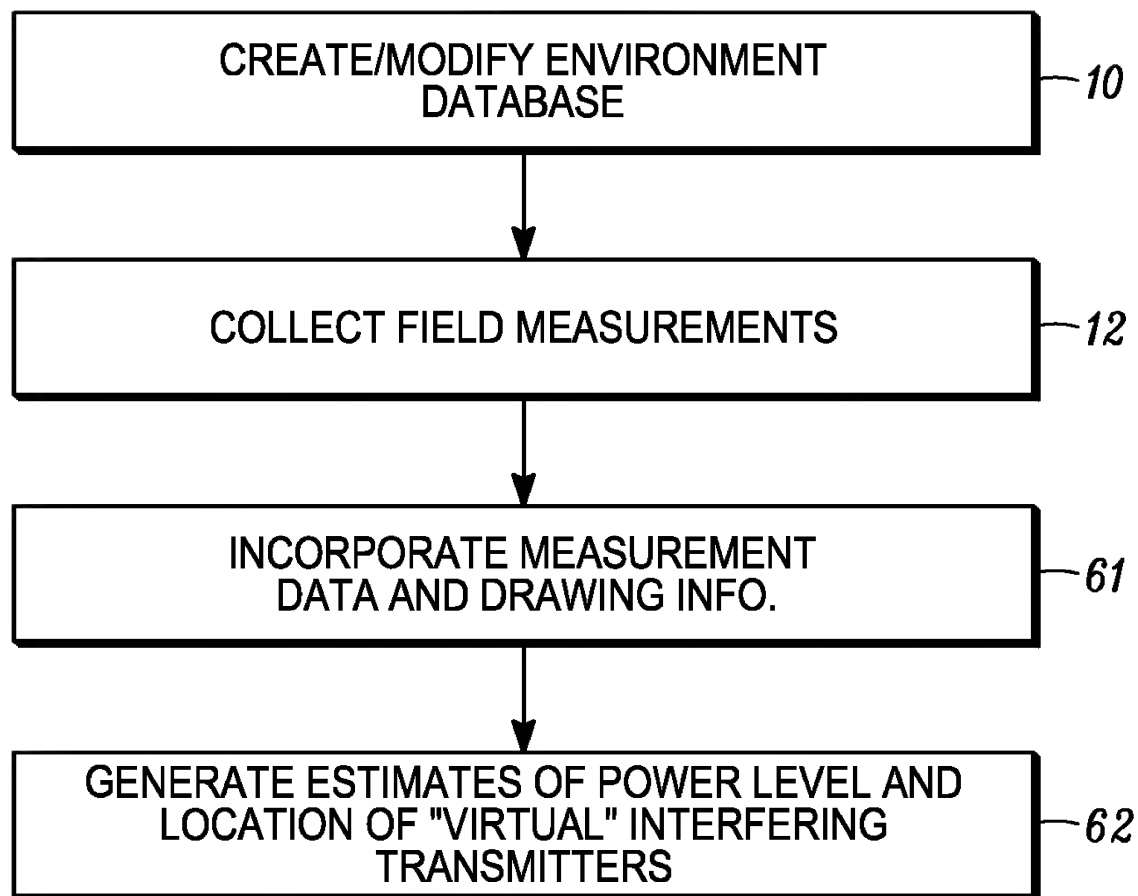 CREATE/MODIFY ENVIRONMENT
DATABASE
10
COLLECT FIELD MEASUREMENTS
12
INCORPORATE MEASUREMENT
DATA AND DRAWING INFO.
61
GENERATE ESTIMATES OF POWER LEVEL AND
LOCATION OF "VIRTUAL" INTERFERING
TRANSMITTERS
62